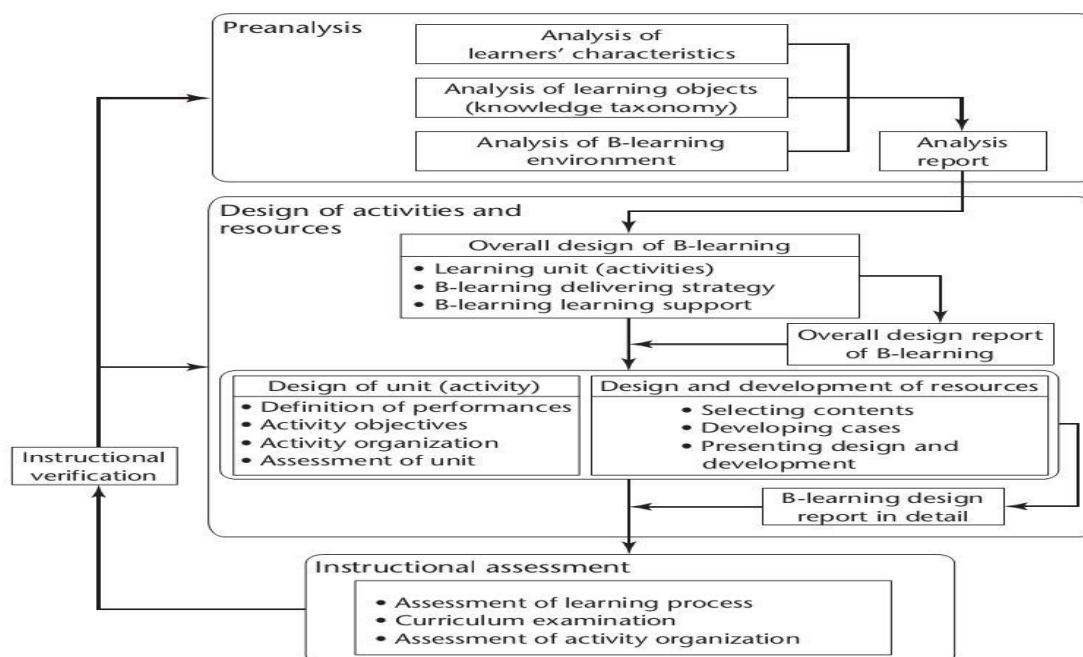 Preanalysis
Analysis of
learners' characteristics
Analysis of learning objects
(knowledge taxonomy)
Analysis of B-learning
environment
Analysis
report
Design of activities and
resources
Overall design of B-learning
• Learning unit (activities)
• B-learning delivering strategy
• B-learning learning support
Overall design report
of B-learning
Design of unit (activity)
• Definition of performances
• Activity objectives
• Activity organization
• Assessment of unit
Design and development of resources
• Selecting contents
• Developing cases
• Presenting design and
development
Instructional
verification
B-learning design
report in detail
Instructional assessment
• Assessment of learning process
• Curriculum examination
• Assessment of activity organization